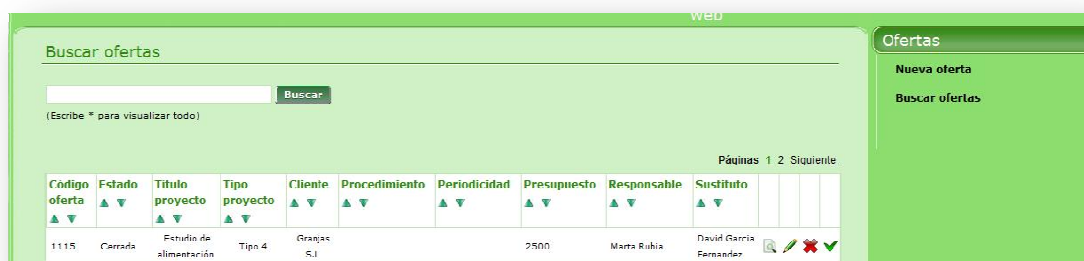 web
Buscar ofertas
Buscar
(Escribe * para visualizar todo)
Páginas 1 2 Siguiente
Código oferta Estado Título proyecto Tipo proyecto Cliente Procedimiento Periodicidad Presupuesto Responsable Sustituto
1115 Cerrada Estudio de alimentación Tipo 4 Granjas S.L. 2500 Marta Rubia David García Fernandez
Ofertas
Nueva oferta
Buscar ofertas